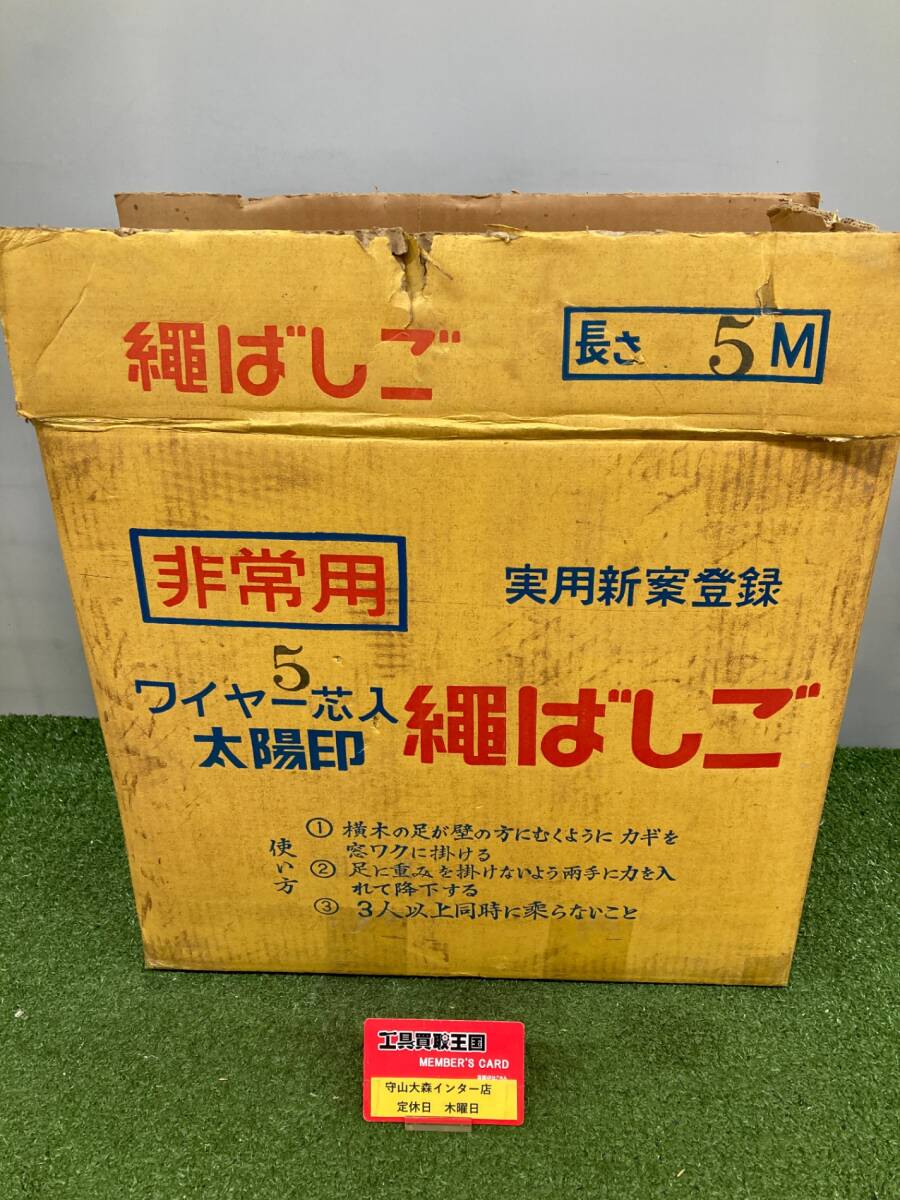 繩ばしご
長さ 5M
非常用
実用新案登録
5
ワイヤー芯入
太陽印
繩ばしご
使い方
① 横木の足が壁の方にむくように カギを
窓ワクに掛ける
② 足に重みを掛けないよう両手に力を入
れて降下する
③ 3人以上同時に乗らないこと
工具買取王国
MEMBER'S CARD
守山大森インター店
定休日 木曜日